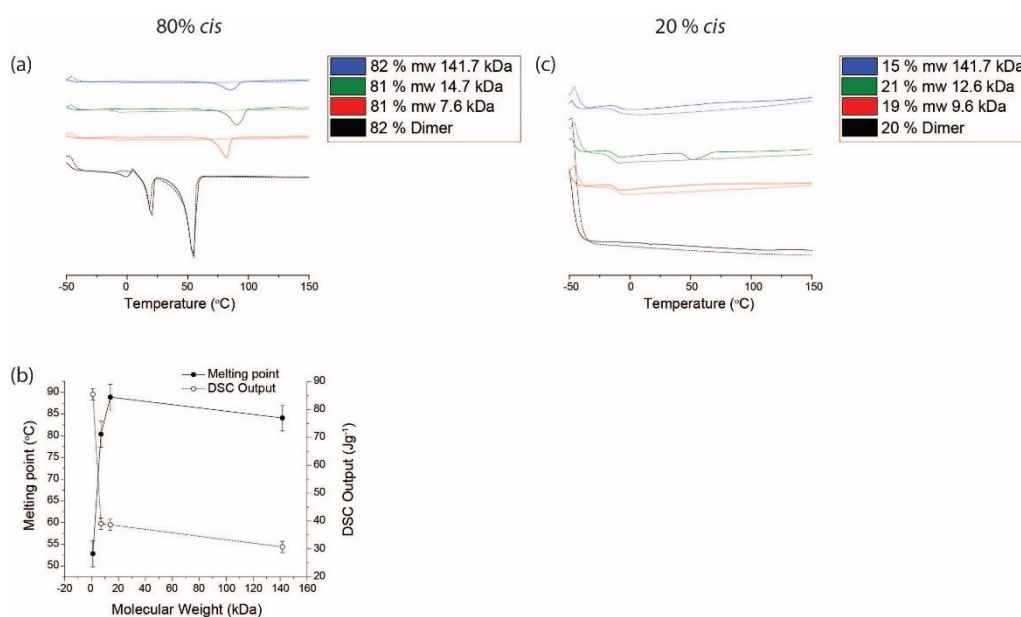 80% cis
20 % cis
(a)
82 % mw 141.7 kDa
81 % mw 14.7 kDa
81 % mw 7.6 kDa
82 % Dimer
-50 0 50 100 150
Temperature (°C)
(c)
15 % mw 141.7 kDa
21 % mw 12.6 kDa
19 % mw 9.6 kDa
20 % Dimer
-50 0 50 100 150
Temperature (°C)
(b)
Melting point
DSC Output
90
85
80
75
70
65
60
55
50
Melting point (°C)
90
80
70
60
50
40
30
20
DSC Output (Jg⁻¹)
-20 0 20 40 60 80 100 120 140 160
Molecular Weight (kDa)